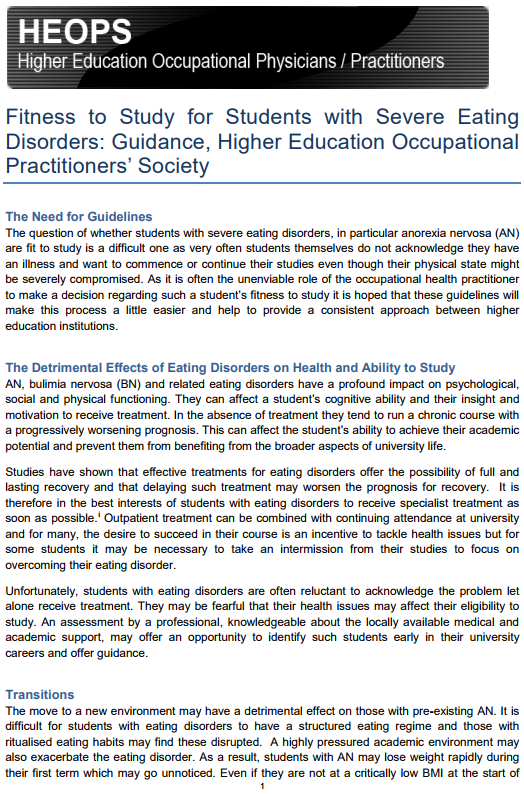 HEOPS
Higher Education Occupational Physicians / Practitioners
Fitness to Study for Students with Severe Eating
Disorders: Guidance, Higher Education Occupational
Practitioners’ Society
The Need for Guidelines
The question of whether students with severe eating disorders, in particular anorexia nervosa (AN)
are fit to study is a difficult one as very often students themselves do not acknowledge they have
an illness and want to commence or continue their studies even though their physical state might
be severely compromised. As it is often the unenviable role of the occupational health practitioner
to make a decision regarding such a student’s fitness to study it is hoped that these guidelines will
make this process a little easier and help to provide a consistent approach between higher
education institutions.
The Detrimental Effects of Eating Disorders on Health and Ability to Study
AN, bulimia nervosa (BN) and related eating disorders have a profound impact on psychological,
social and physical functioning. They can affect a student’s cognitive ability and their insight and
motivation to receive treatment. In the absence of treatment they tend to run a chronic course with
a progressively worsening prognosis. This can affect the student’s ability to achieve their academic
potential and prevent them from benefiting from the broader aspects of university life.
Studies have shown that effective treatments for eating disorders offer the possibility of full and
lasting recovery and that delaying such treatment may worsen the prognosis for recovery. It is
therefore in the best interests of students with eating disorders to receive specialist treatment as
soon as possible.i Outpatient treatment can be combined with continuing attendance at university
and for many, the desire to succeed in their course is an incentive to tackle health issues but for
some students it may be necessary to take an intermission from their studies to focus on
overcoming their eating disorder.
Unfortunately, students with eating disorders are often reluctant to acknowledge the problem let
alone receive treatment. They may be fearful that their health issues may affect their eligibility to
study. An assessment by a professional, knowledgeable about the locally available medical and
academic support, may offer an opportunity to identify such students early in their university
careers and offer guidance.
Transitions
The move to a new environment may have a detrimental effect on those with pre-existing AN. It is
difficult for students with eating disorders to have a structured eating regime and those with
ritualised eating habits may find these disrupted. A highly pressured academic environment may
also exacerbate the eating disorder. As a result, students with AN may lose weight rapidly during
their first term which may go unnoticed. Even if they are not at a critically low BMI at the start of
1